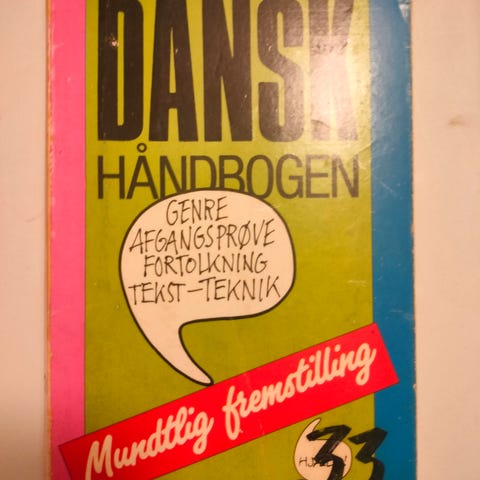 DANSK
HÅNDBOGEN
GENRE
AFGANGSPRØVE
FORTOLKNING
TEKST-TEKNIK
Mundtlig fremstilling
33